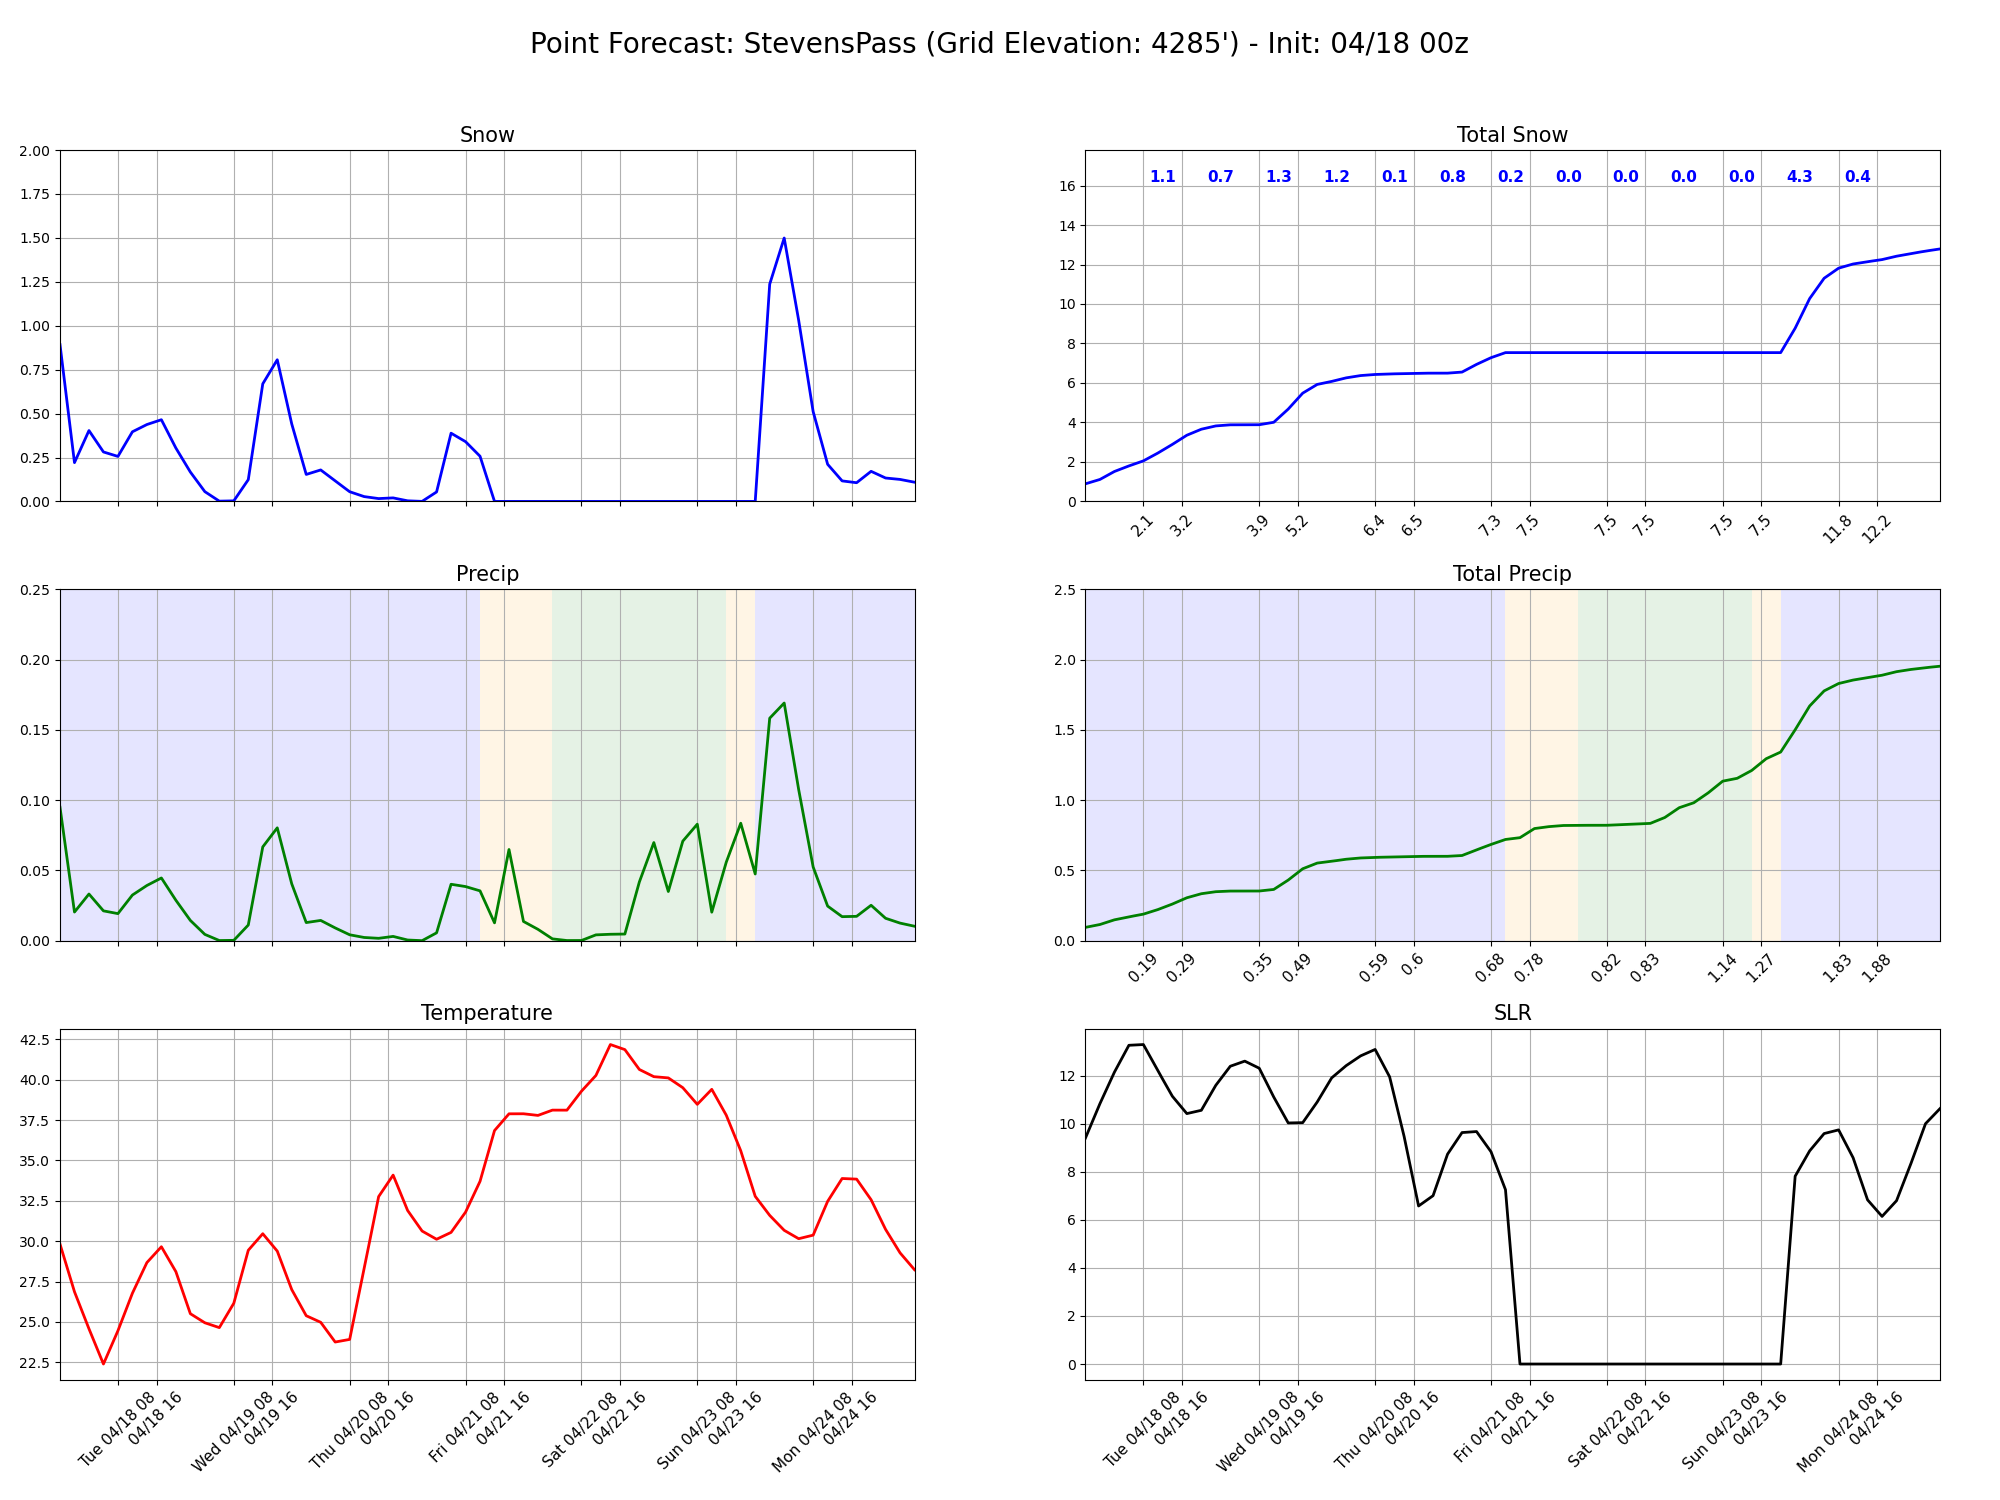 Point Forecast: StevensPass (Grid Elevation: 4285') - Init: 04/18 00z
Snow
2.00
1.75
1.50
1.25
1.00
0.75
0.50
0.25
0.00
Total Snow
1.1 0.7 1.3 1.2 0.1 0.8 0.2 0.0 0.0 0.0 0.0 4.3 0.4
16
14
12
10
8
6
4
2
0
2.1 3.2 3.9 5.2 6.4 6.5 7.3 7.5 7.5 7.5 7.5 7.5 11.8 12.2
Precip
0.25
0.20
0.15
0.10
0.05
0.00
Total Precip
2.5
2.0
1.5
1.0
0.5
0.0
0.19 0.29 0.35 0.49 0.59 0.6 0.68 0.78 0.82 0.83 1.14 1.27 1.83 1.88
Temperature
42.5
40.0
37.5
35.0
32.5
30.0
27.5
25.0
22.5
Tue 04/18 08
04/18 16
Wed 04/19 08
04/19 16
Thu 04/20 08
04/20 16
Fri 04/21 08
04/21 16
Sat 04/22 08
04/22 16
Sun 04/23 08
04/23 16
Mon 04/24 08
04/24 16
SLR
12
10
8
6
4
2
0
Tue 04/18 08
04/18 16
Wed 04/19 08
04/19 16
Thu 04/20 08
04/20 16
Fri 04/21 08
04/21 16
Sat 04/22 08
04/22 16
Sun 04/23 08
04/23 16
Mon 04/24 08
04/24 16